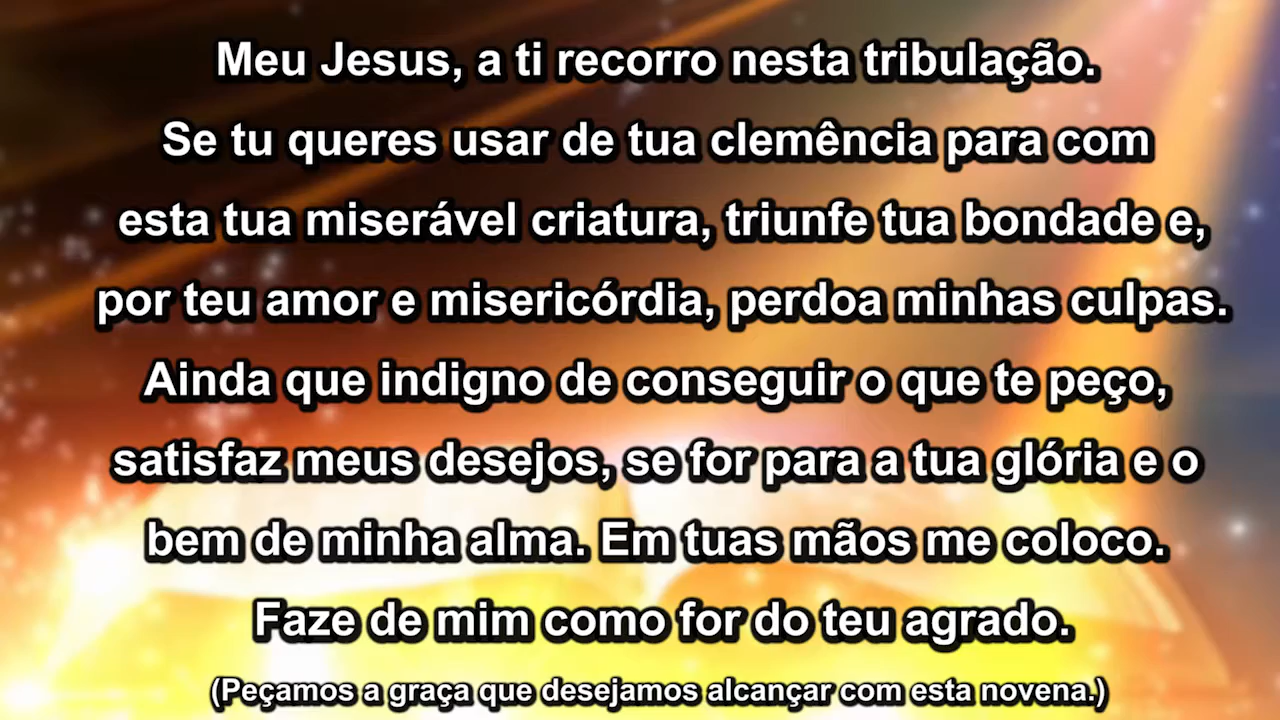 Meu Jesus, a ti recorro nesta tribulação.
Se tu queres usar de tua clemência para com
esta tua miserável criatura, triunfe tua bondade e,
por teu amor e misericórdia, perdoa minhas culpas.
Ainda que indigno de conseguir o que te peço,
satisfaz meus desejos, se for para a tua glória e o
bem de minha alma. Em tuas mãos me coloco.
Faze de mim como for do teu agrado.
(Peçamos a graça que desejamos alcançar com esta novena.)